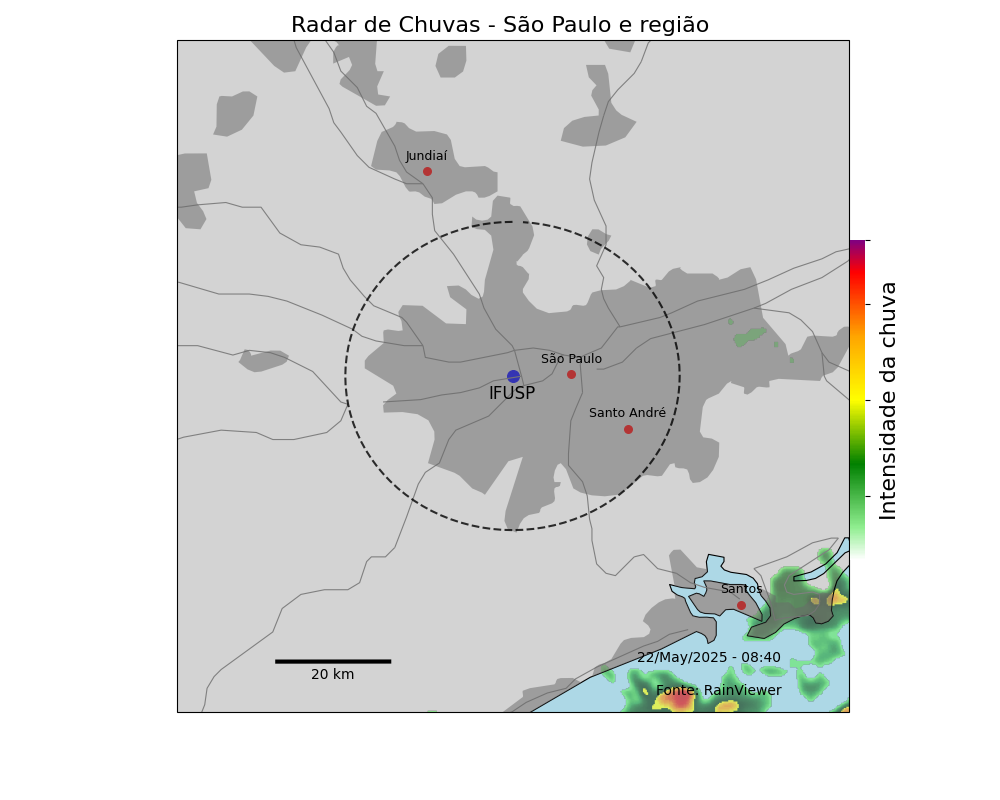 Radar de Chuvas - São Paulo e região
Jundiaí
São Paulo
IFUSP
Santo André
Santos
22/May/2025 - 08:40
20 km
Fonte: RainViewer
Intensidade da chuva